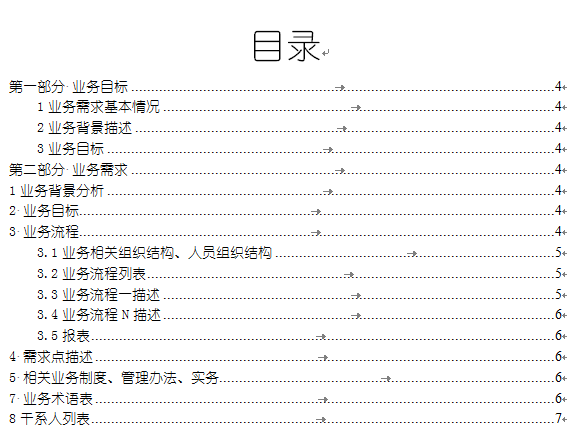 目录
第一部分 业务目标 4
1 业务需求基本情况 4
2 业务背景描述 4
3 业务目标 4
第二部分 业务需求 4
1 业务背景分析 4
2 业务目标 4
3 业务流程 4
3.1 业务相关组织结构、人员组织结构 5
3.2 业务流程列表 5
3.3 业务流程一描述 5
3.4 业务流程 N 描述 6
3.5 报表 6
4 需求点描述 6
5 相关业务制度、管理办法、实务 6
7 业务术语表 6
8 干系人列表 7